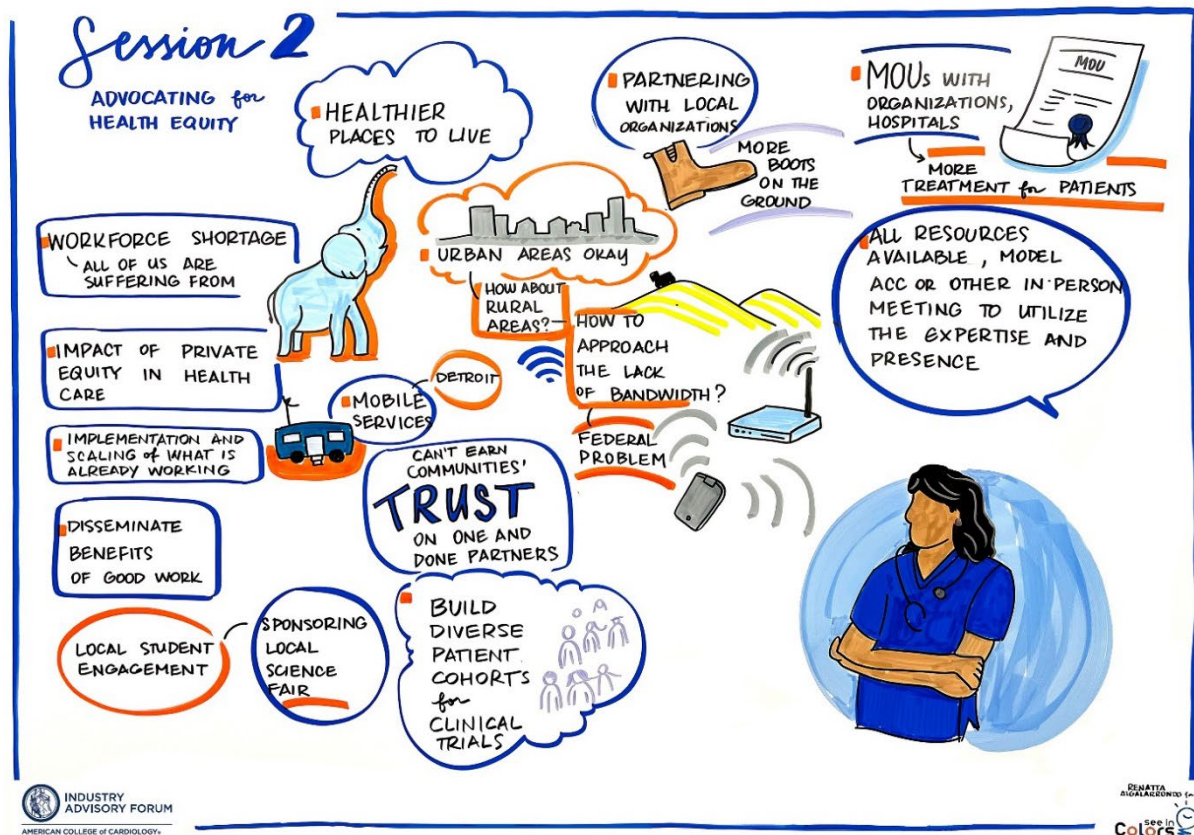 Session 2
ADVOCATING for
HEALTH EQUITY
HEALTHIER
PLACES TO LIVE
PARTNERING
WITH LOCAL
ORGANIZATIONS
MORE
BOOTS
ON THE
GROUND
MOUs WITH
ORGANIZATIONS,
HOSPITALS
MORE
TREATMENT for PATIENTS
MOU
WORKFORCE SHORTAGE
ALL OF US ARE
SUFFERING FROM
URBAN AREAS OKAY
HOW ABOUT
RURAL
AREAS?
HOW TO
APPROACH
THE LACK
OF BANDWIDTH?
FEDERAL
PROBLEM
ALL RESOURCES
AVAILABLE, MODEL
ACC OR OTHER IN-PERSON
MEETING TO UTILIZE
THE EXPERTISE AND
PRESENCE
IMPACT OF PRIVATE
EQUITY IN HEALTH
CARE
MOBILE
SERVICES
DETROIT
IMPLEMENTATION AND
SCALING of WHAT IS
ALREADY WORKING
CAN'T EARN
COMMUNITIES'
TRUST
ON ONE AND
DONE PARTNERS
DISSEMINATE
BENEFITS
OF GOOD WORK
LOCAL STUDENT
ENGAGEMENT
SPONSORING
LOCAL
SCIENCE
FAIR
BUILD
DIVERSE
PATIENT
COHORTS
for
CLINICAL
TRIALS
INDUSTRY
ADVISORY FORUM
AMERICAN COLLEGE of CARDIOLOGY®
RENATTA
ALGALARRONDO for
see in
Colors